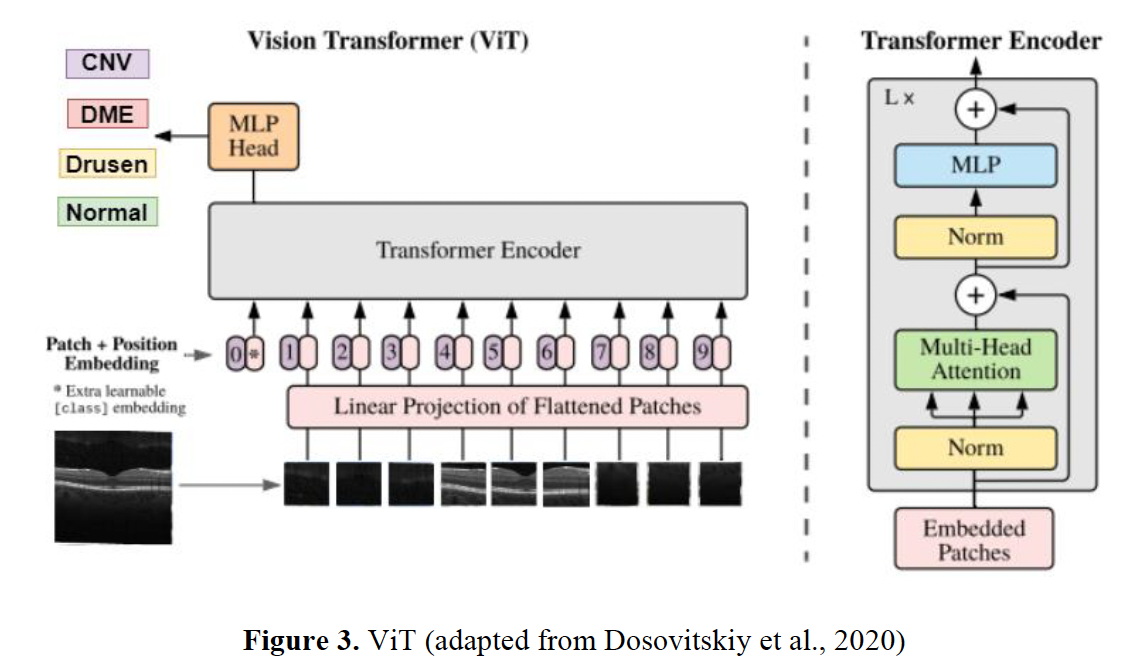 Vision Transformer (ViT)
CNV
DME
Drusen
Normal
MLP
Head
Transformer Encoder
Patch + Position
Embedding
* Extra learnable
[class] embedding
0 * 1 2 3 4 5 6 7 8 9
Linear Projection of Flattened Patches
Transformer Encoder
L ×
+
MLP
Norm
+
Multi-Head
Attention
Norm
Embedded
Patches
Figure 3. ViT (adapted from Dosovitskiy et al., 2020)